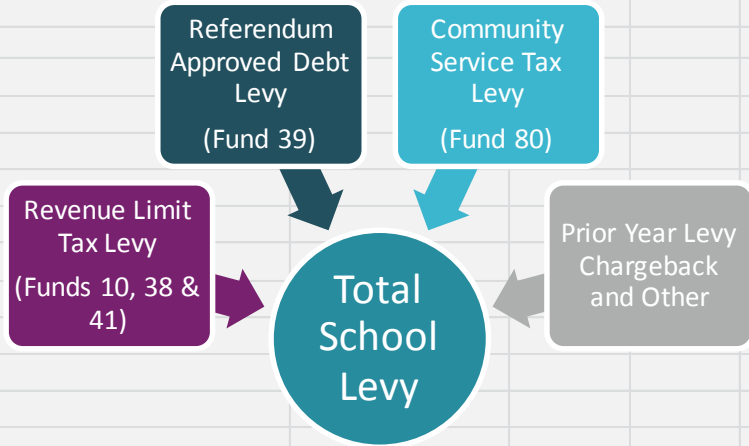 Referendum
Approved Debt
Levy
(Fund 39)
Community
Service Tax
Levy
(Fund 80)
Revenue Limit
Tax Levy
(Funds 10, 38 &
41)
Prior Year Levy
Chargeback
and Other
Total
School
Levy